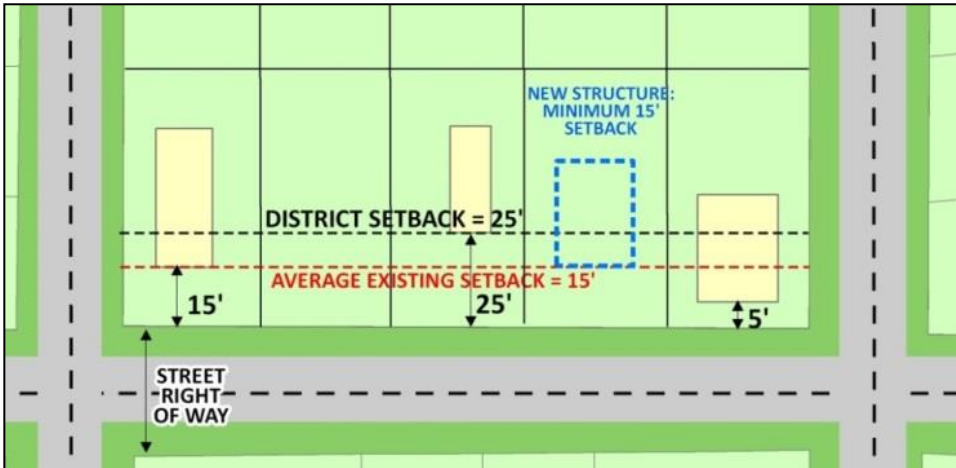 NEW STRUCTURE:
MINIMUM 15'
SETBACK
DISTRICT SETBACK = 25'
AVERAGE EXISTING SETBACK = 15'
15'
25'
5'
STREET
RIGHT
OF WAY